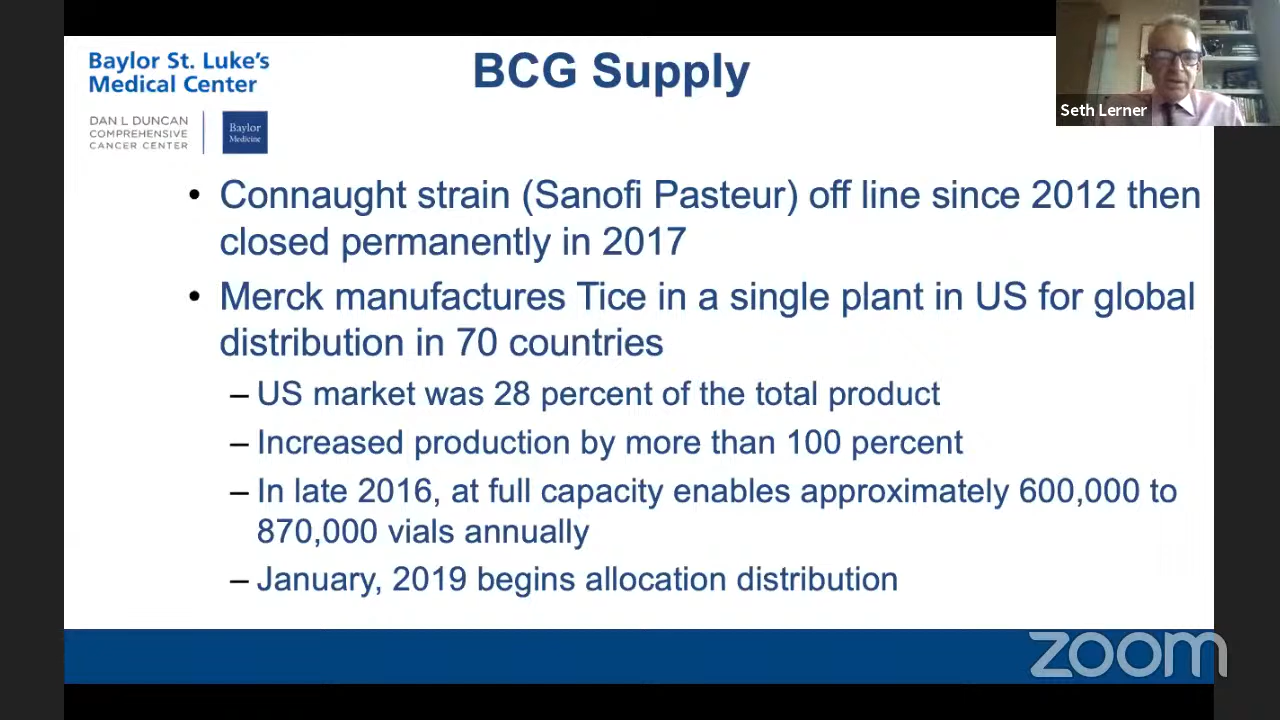 Baylor St. Luke's
Medical Center
DAN L DUNCAN
COMPREHENSIVE
CANCER CENTER
Baylor
Medicine
BCG Supply
Seth Lerner
• Connaught strain (Sanofi Pasteur) off line since 2012 then
closed permanently in 2017
• Merck manufactures Tice in a single plant in US for global
distribution in 70 countries
– US market was 28 percent of the total product
– Increased production by more than 100 percent
– In late 2016, at full capacity enables approximately 600,000 to
870,000 vials annually
– January, 2019 begins allocation distribution
zoom